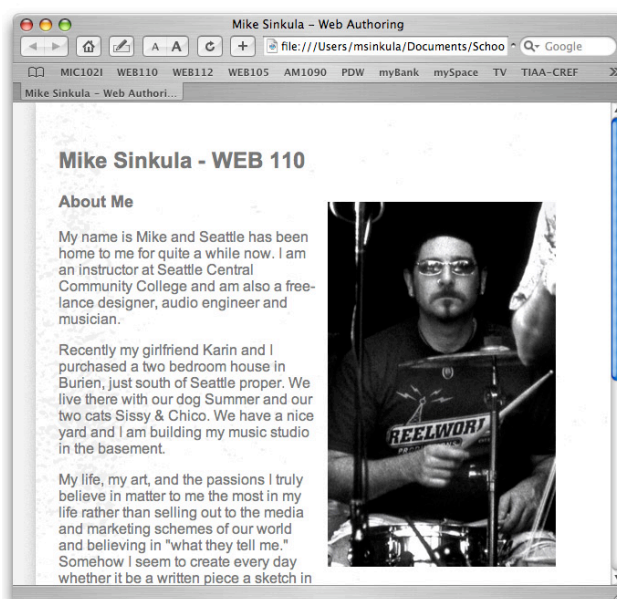 Mike Sinkula - Web Authoring
A A
file:///Users/msinkula/Documents/Schoo
Google
MIC102I WEB110 WEB112 WEB105 AM1090 PDW myBank mySpace TV TIAA-CREF
Mike Sinkula - Web Authori...
Mike Sinkula - WEB 110
About Me
My name is Mike and Seattle has been
home to me for quite a while now. I am
an instructor at Seattle Central
Community College and am also a free-
lance designer, audio engineer and
musician.
Recently my girlfriend Karin and I
purchased a two bedroom house in
Burien, just south of Seattle proper. We
live there with our dog Summer and our
two cats Sissy & Chico. We have a nice
yard and I am building my music studio
in the basement.
My life, my art, and the passions I truly
believe in matter to me the most in my
life rather than selling out to the media
and marketing schemes of our world
and believing in "what they tell me."
Somehow I seem to create every day
whether it be a written piece a sketch in